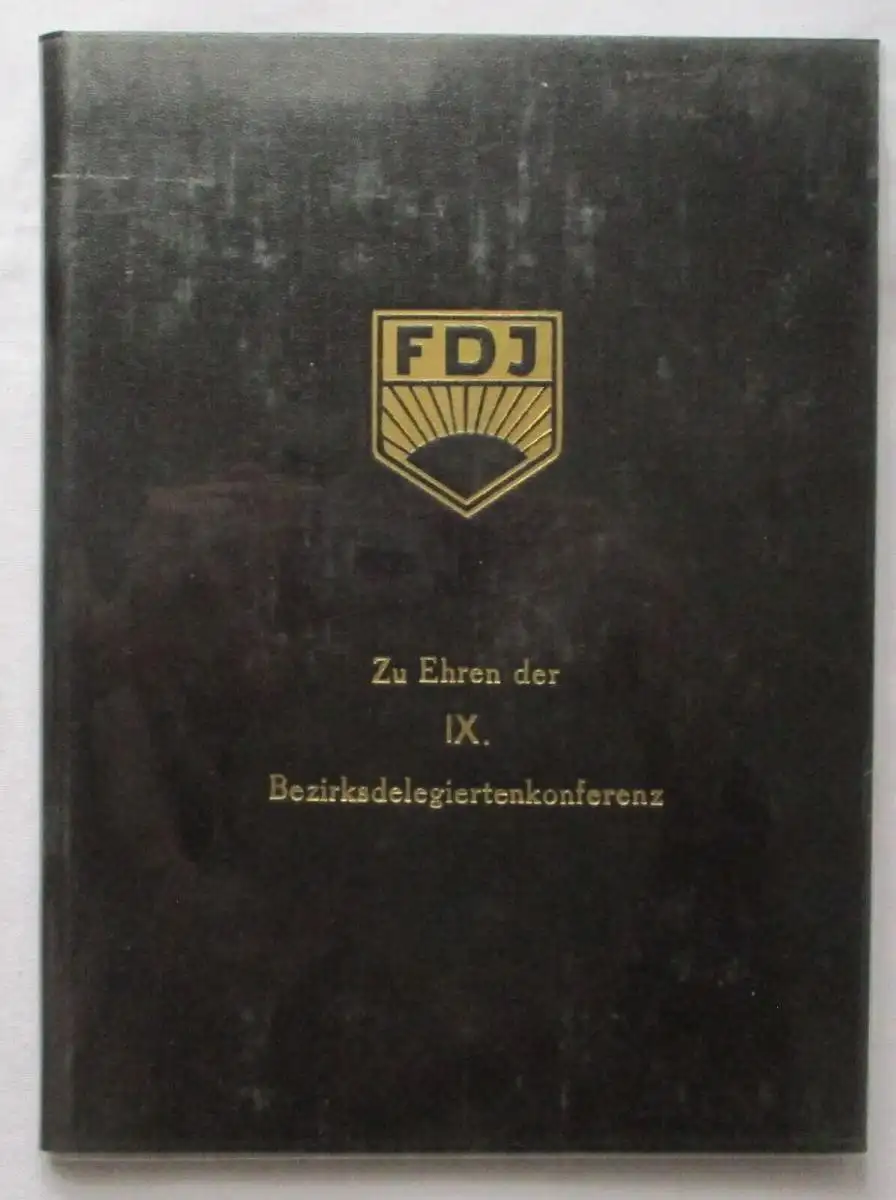 FDJ
Zu Ehren der
IX.
Bezirksdelegiertenkonferenz